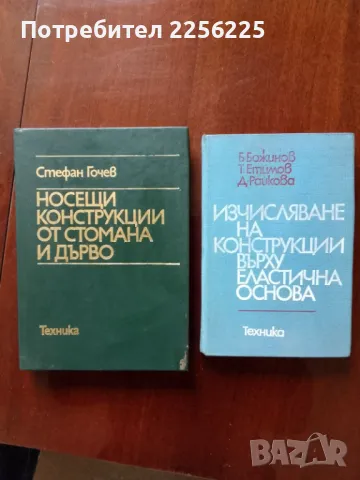 Потребител 2256225
Стефан Гочев
НОСЕЩИ
КОНСТРУКЦИИ
ОТ СТОМАНА
И ДЪРВО
Техника
Б. Божинов
Т. Етимов
Д. Райкова
ИЗЧИСЛЯВАНЕ
НА
КОНСТРУКЦИИ
ВЪРХУ
ЕЛАСТИЧНА
ОСНОВА
Техника
BAZAR